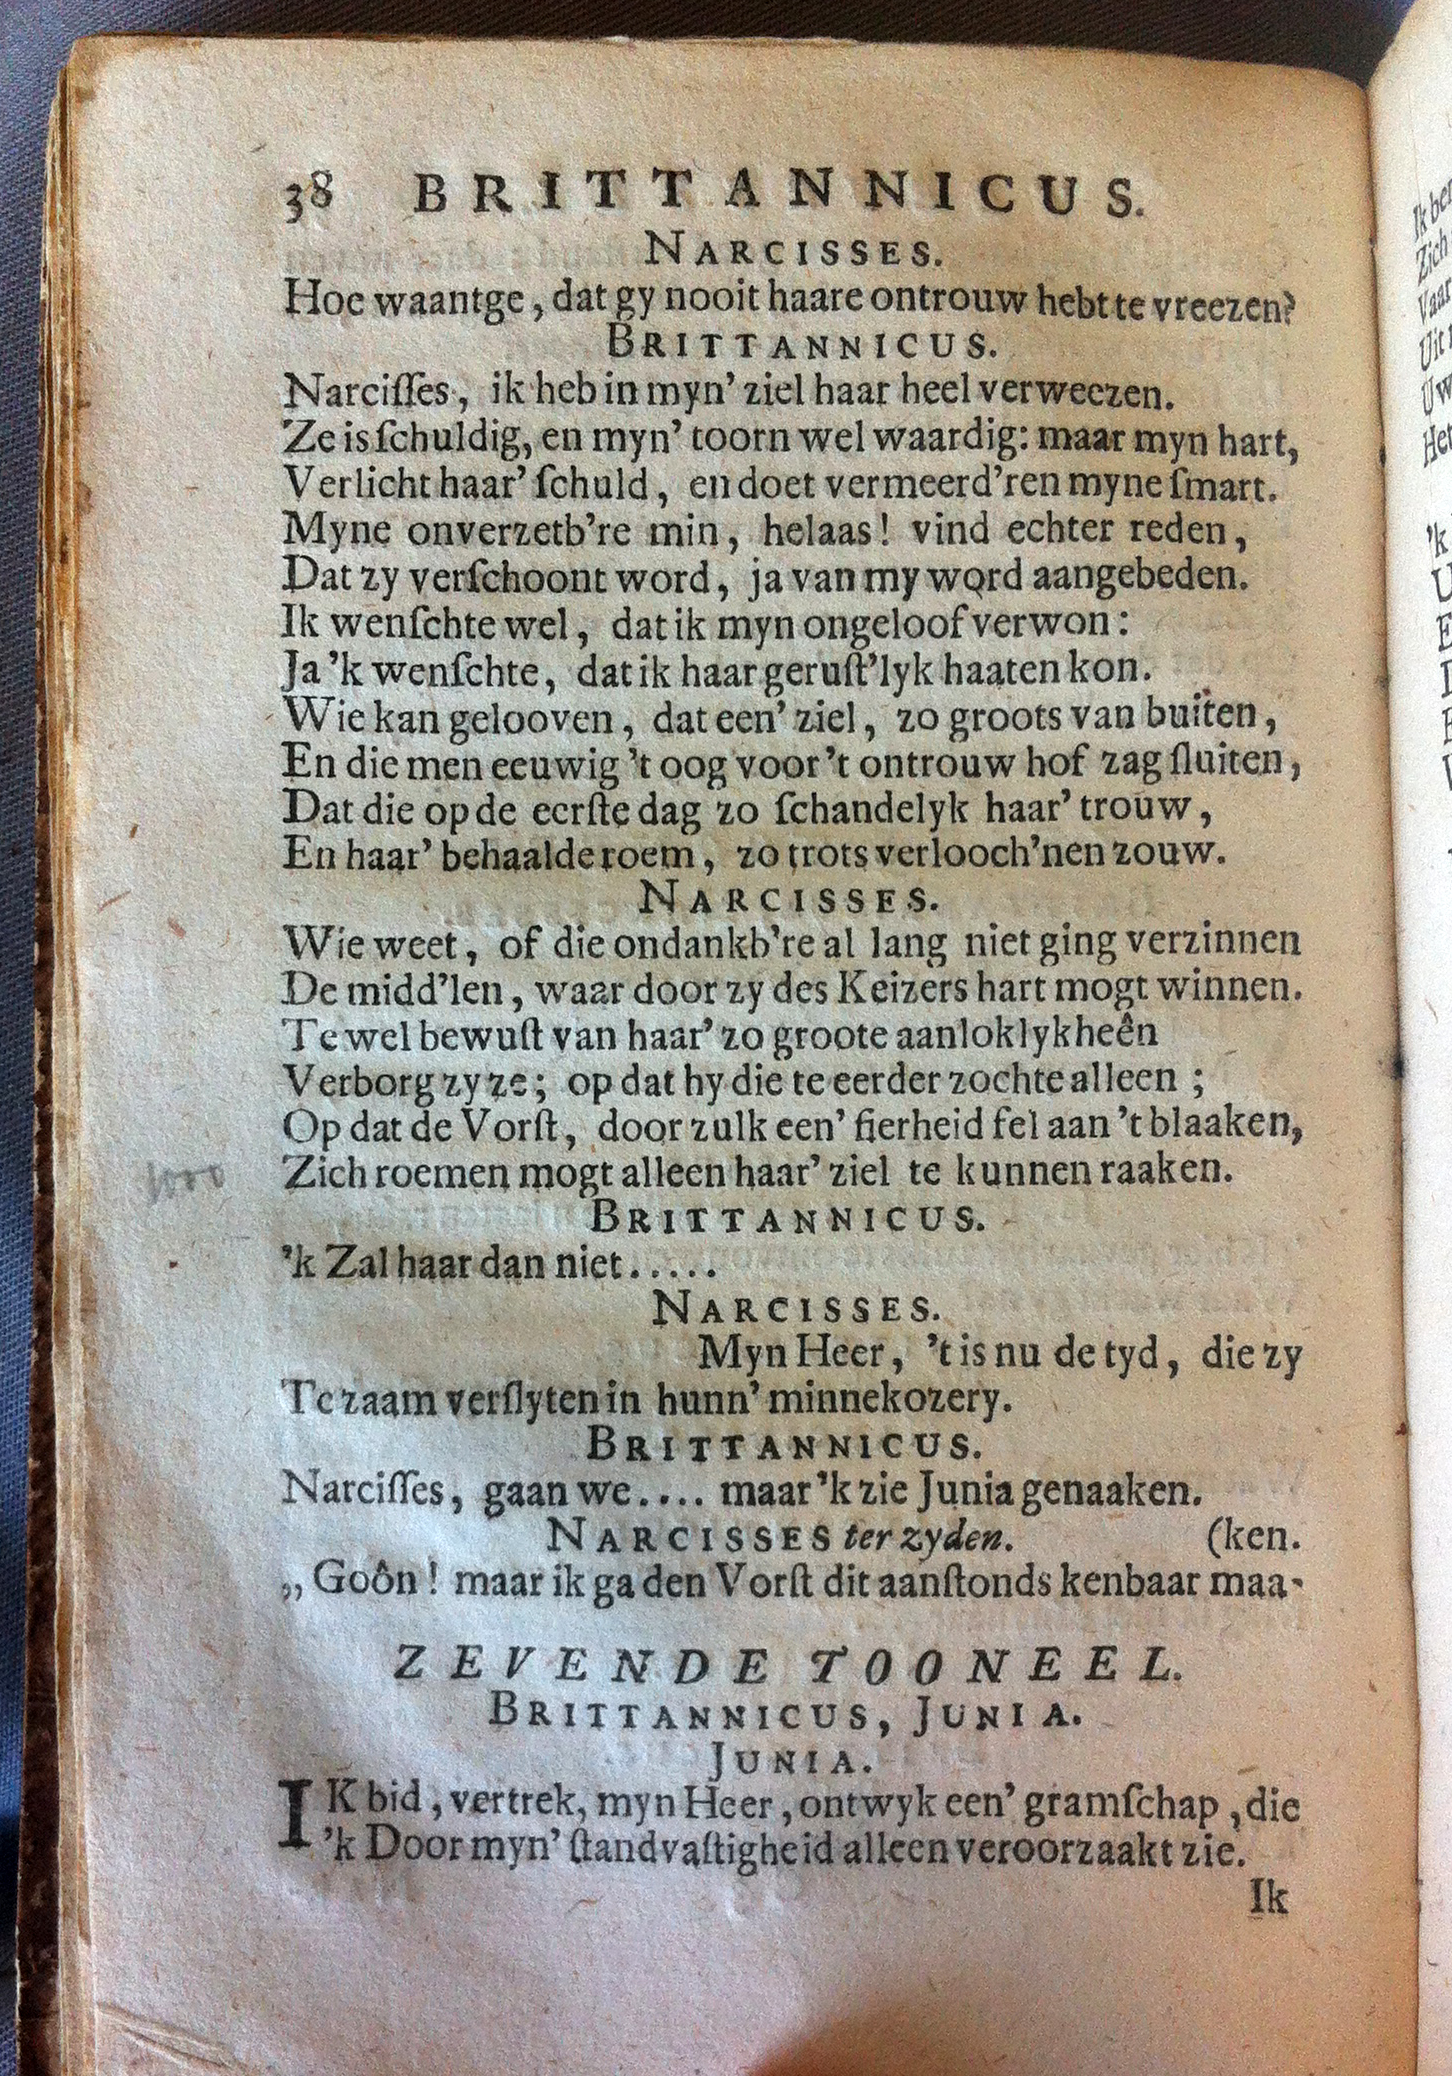 38 BRITTANNICUS.
NARCISSES.
Hoe waantge, dat gy nooit haare ontrouw hebt te vreezen?
BRITTANNICUS.
Narciſſes, ik heb in myn' ziel haar heel verweezen.
Ze is ſchuldig, en myn' toorn wel waardig: maar myn hart,
Verlicht haar' ſchuld, en doet vermeerd'ren myne ſmart.
Myne onverzetb're min, helaas! vind echter reden,
Dat zy verſchoont word, ja van my word aangebeden.
Ik wenſchte wel, dat ik myn ongeloof verwon:
Ja 'k wenſchte, dat ik haar geruſt'lyk haaten kon.
Wie kan gelooven, dat een' ziel, zo groots van buiten,
En die men eeuwig 't oog voor 't ontrouw hof zag ſluiten,
Dat die op de eerſte dag zo ſchandelyk haar' trouw,
En haar' behaalde roem, zo trots verlooch'nen zouw.
NARCISSES.
Wie weet, of die ondankb're al lang niet ging verzinnen
De midd'len, waar door zy des Keizers hart mogt winnen.
Te wel bewuſt van haar' zo groote aanloklykheên
Verborg zy ze; op dat hy die te eerder zochte alleen;
Op dat de Vorſt, door zulk een' fierheid fel aan 't blaaken,
Zich roemen mogt alleen haar' ziel te kunnen raaken.
BRITTANNICUS.
'k Zal haar dan niet.....
NARCISSES.
Myn Heer, 't is nu de tyd, die zy
Te zaam verſlyten in hunn' minnekozery.
BRITTANNICUS.
Narciſſes, gaan we.... maar 'k zie Junia genaaken.
NARCISSES ter zyden. (ken.
„ Goôn! maar ik ga den Vorſt dit aanſtonds kenbaar maa-
ZEVENDE TOONEEL.
BRITTANNICUS, JUNIA.
JUNIA.
IK bid, vertrek, myn Heer, ontwyk een' gramſchap, die
'k Door myn' ſtandvaſtigheid alleen veroorzaakt zie.
Ik